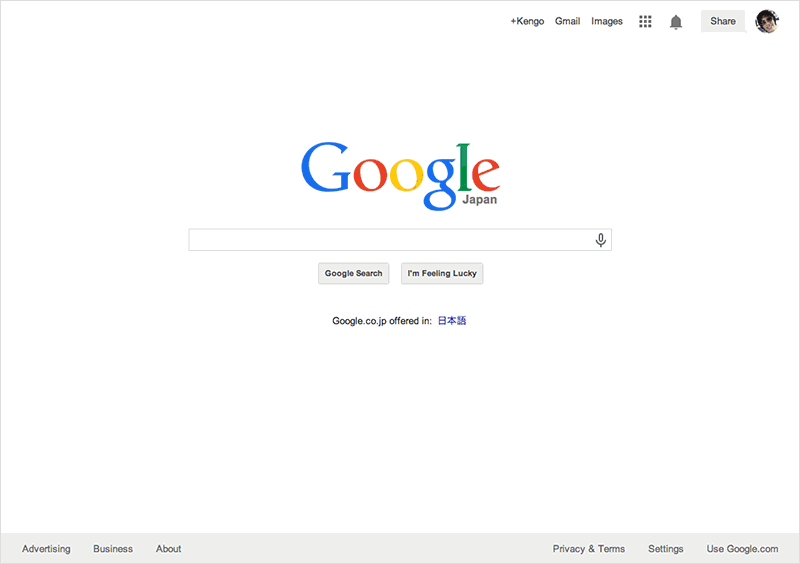 +Kengo Gmail Images Share
Google
Japan
Google Search I'm Feeling Lucky
Google.co.jp offered in: 日本語
Advertising Business About Privacy & Terms Settings Use Google.com